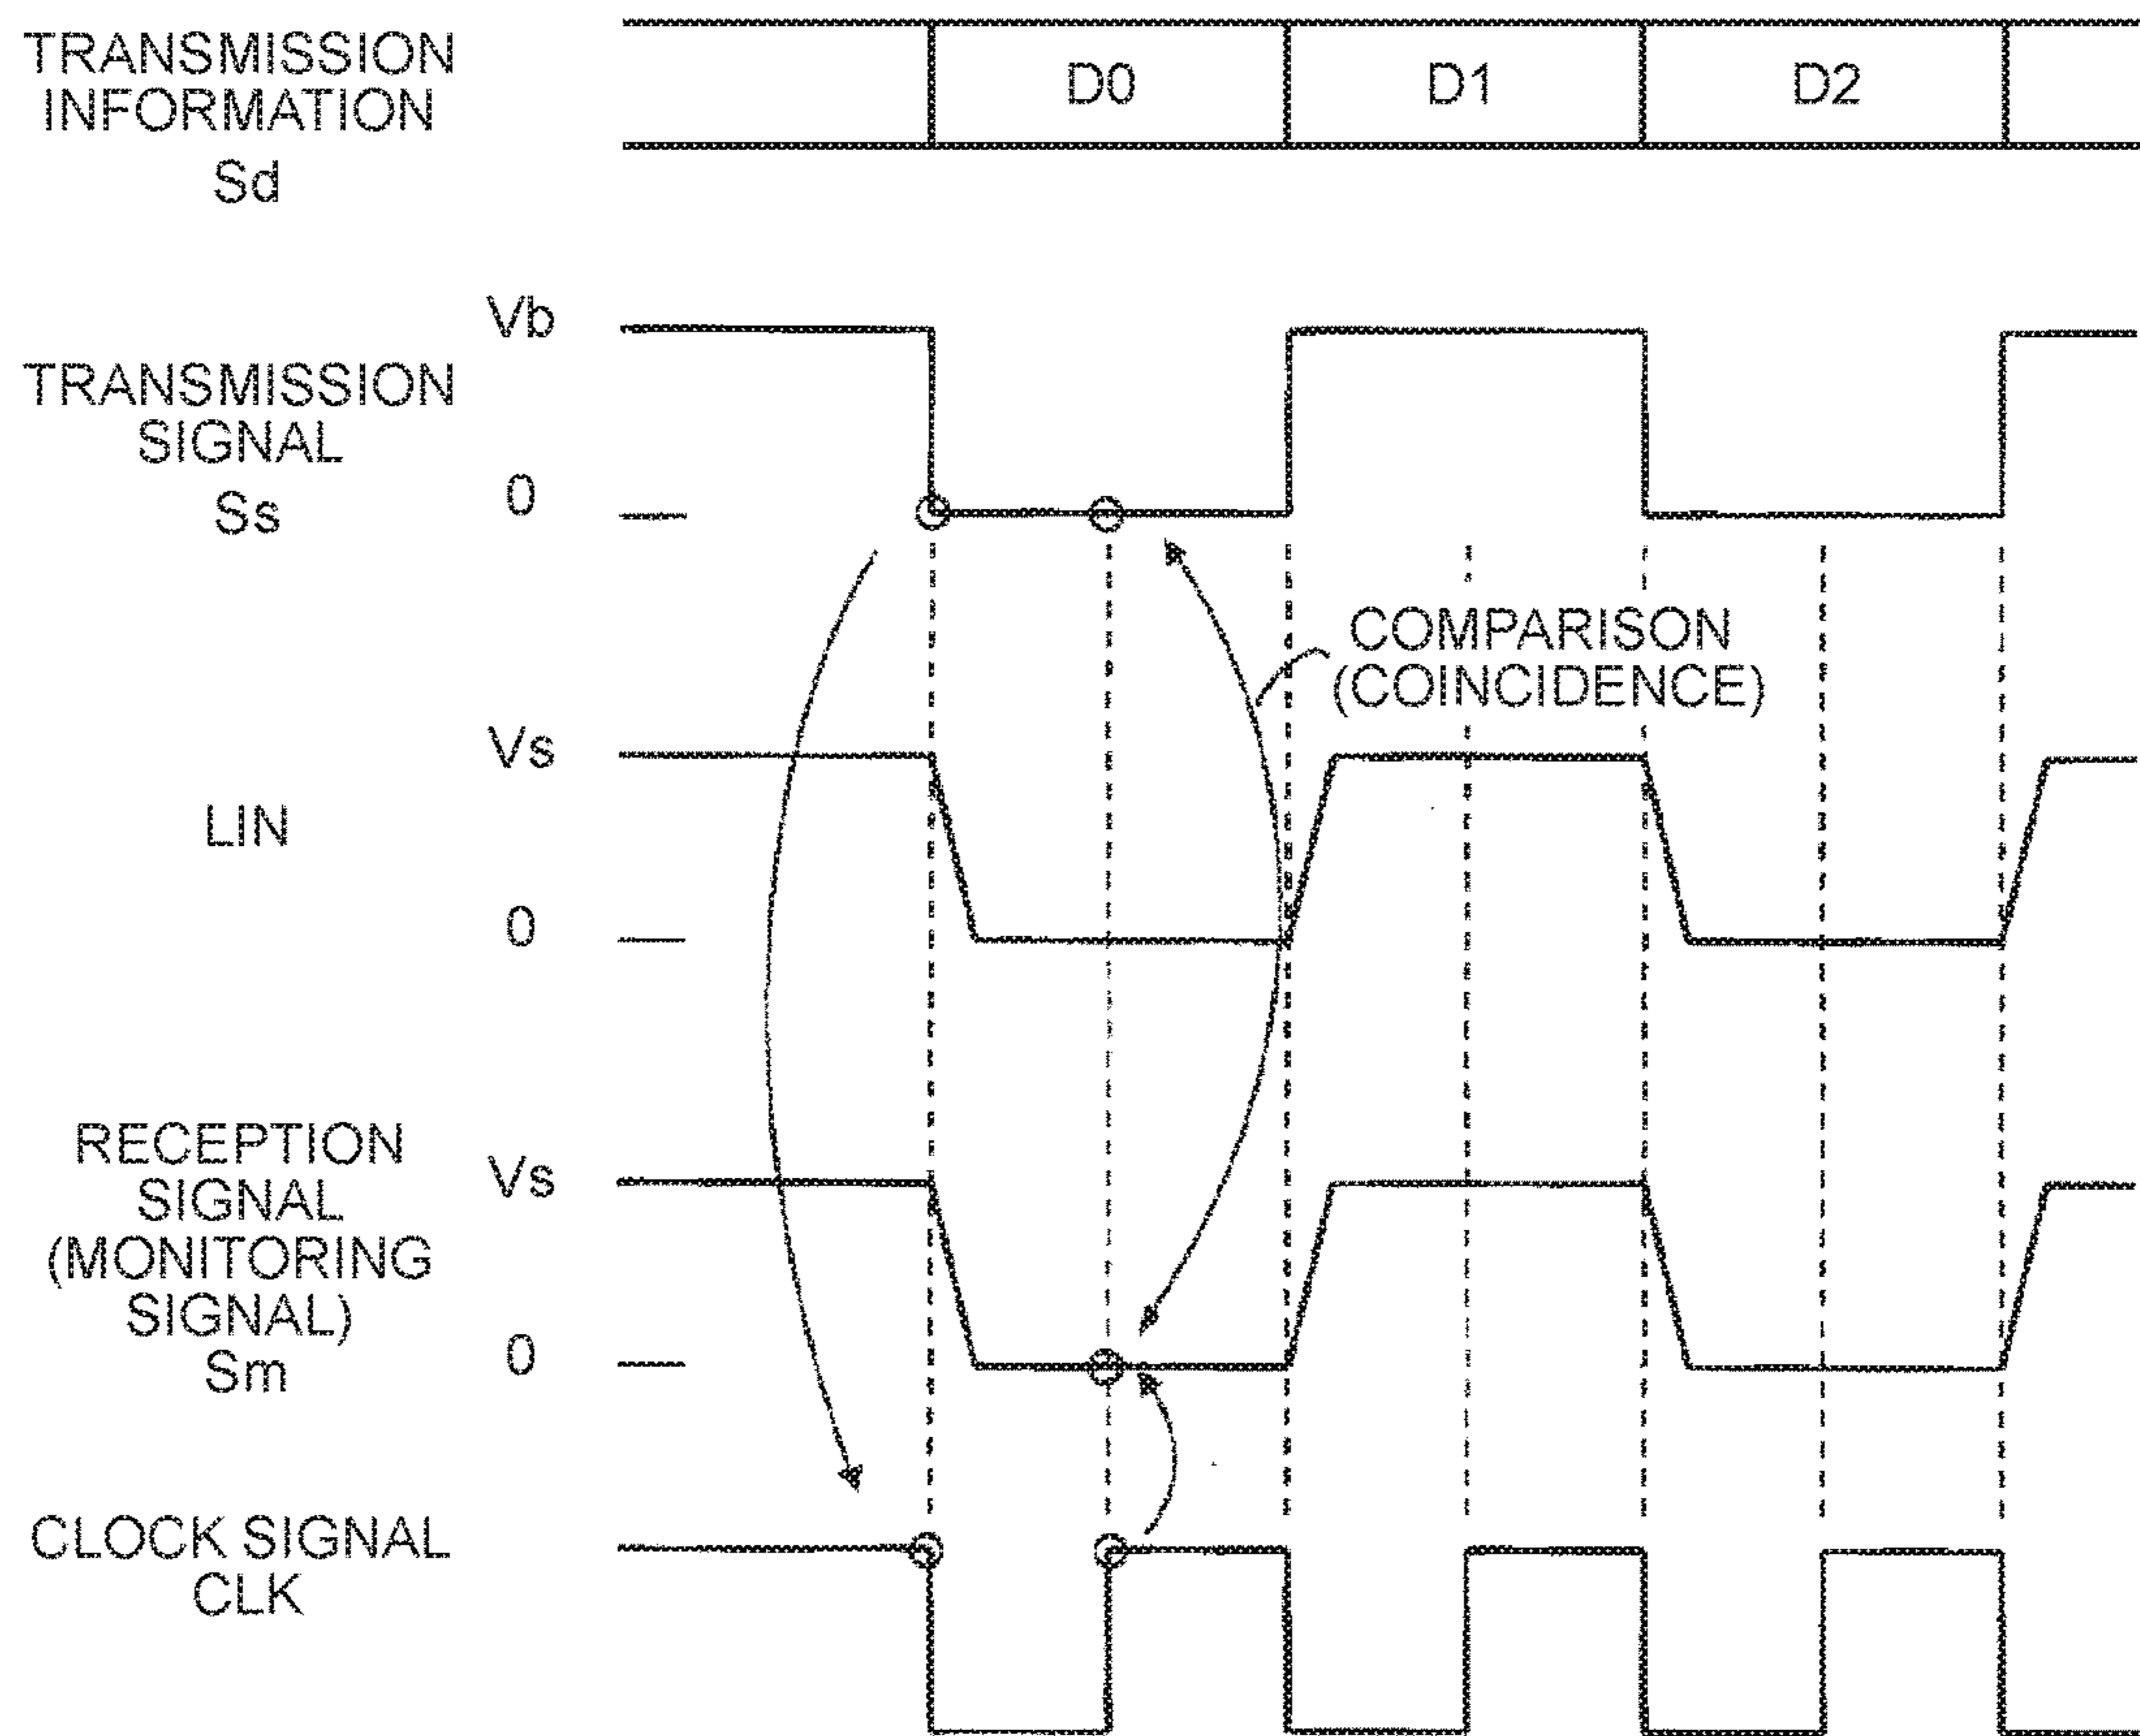 TRANSMISSION
INFORMATION
Sd
D0
D1
D2
TRANSMISSION
SIGNAL
Ss
Vb
0
COMPARISON
(COINCIDENCE)
LIN
Vs
0
RECEPTION
SIGNAL
(MONITORING
SIGNAL)
Sm
Vs
0
CLOCK SIGNAL
CLK